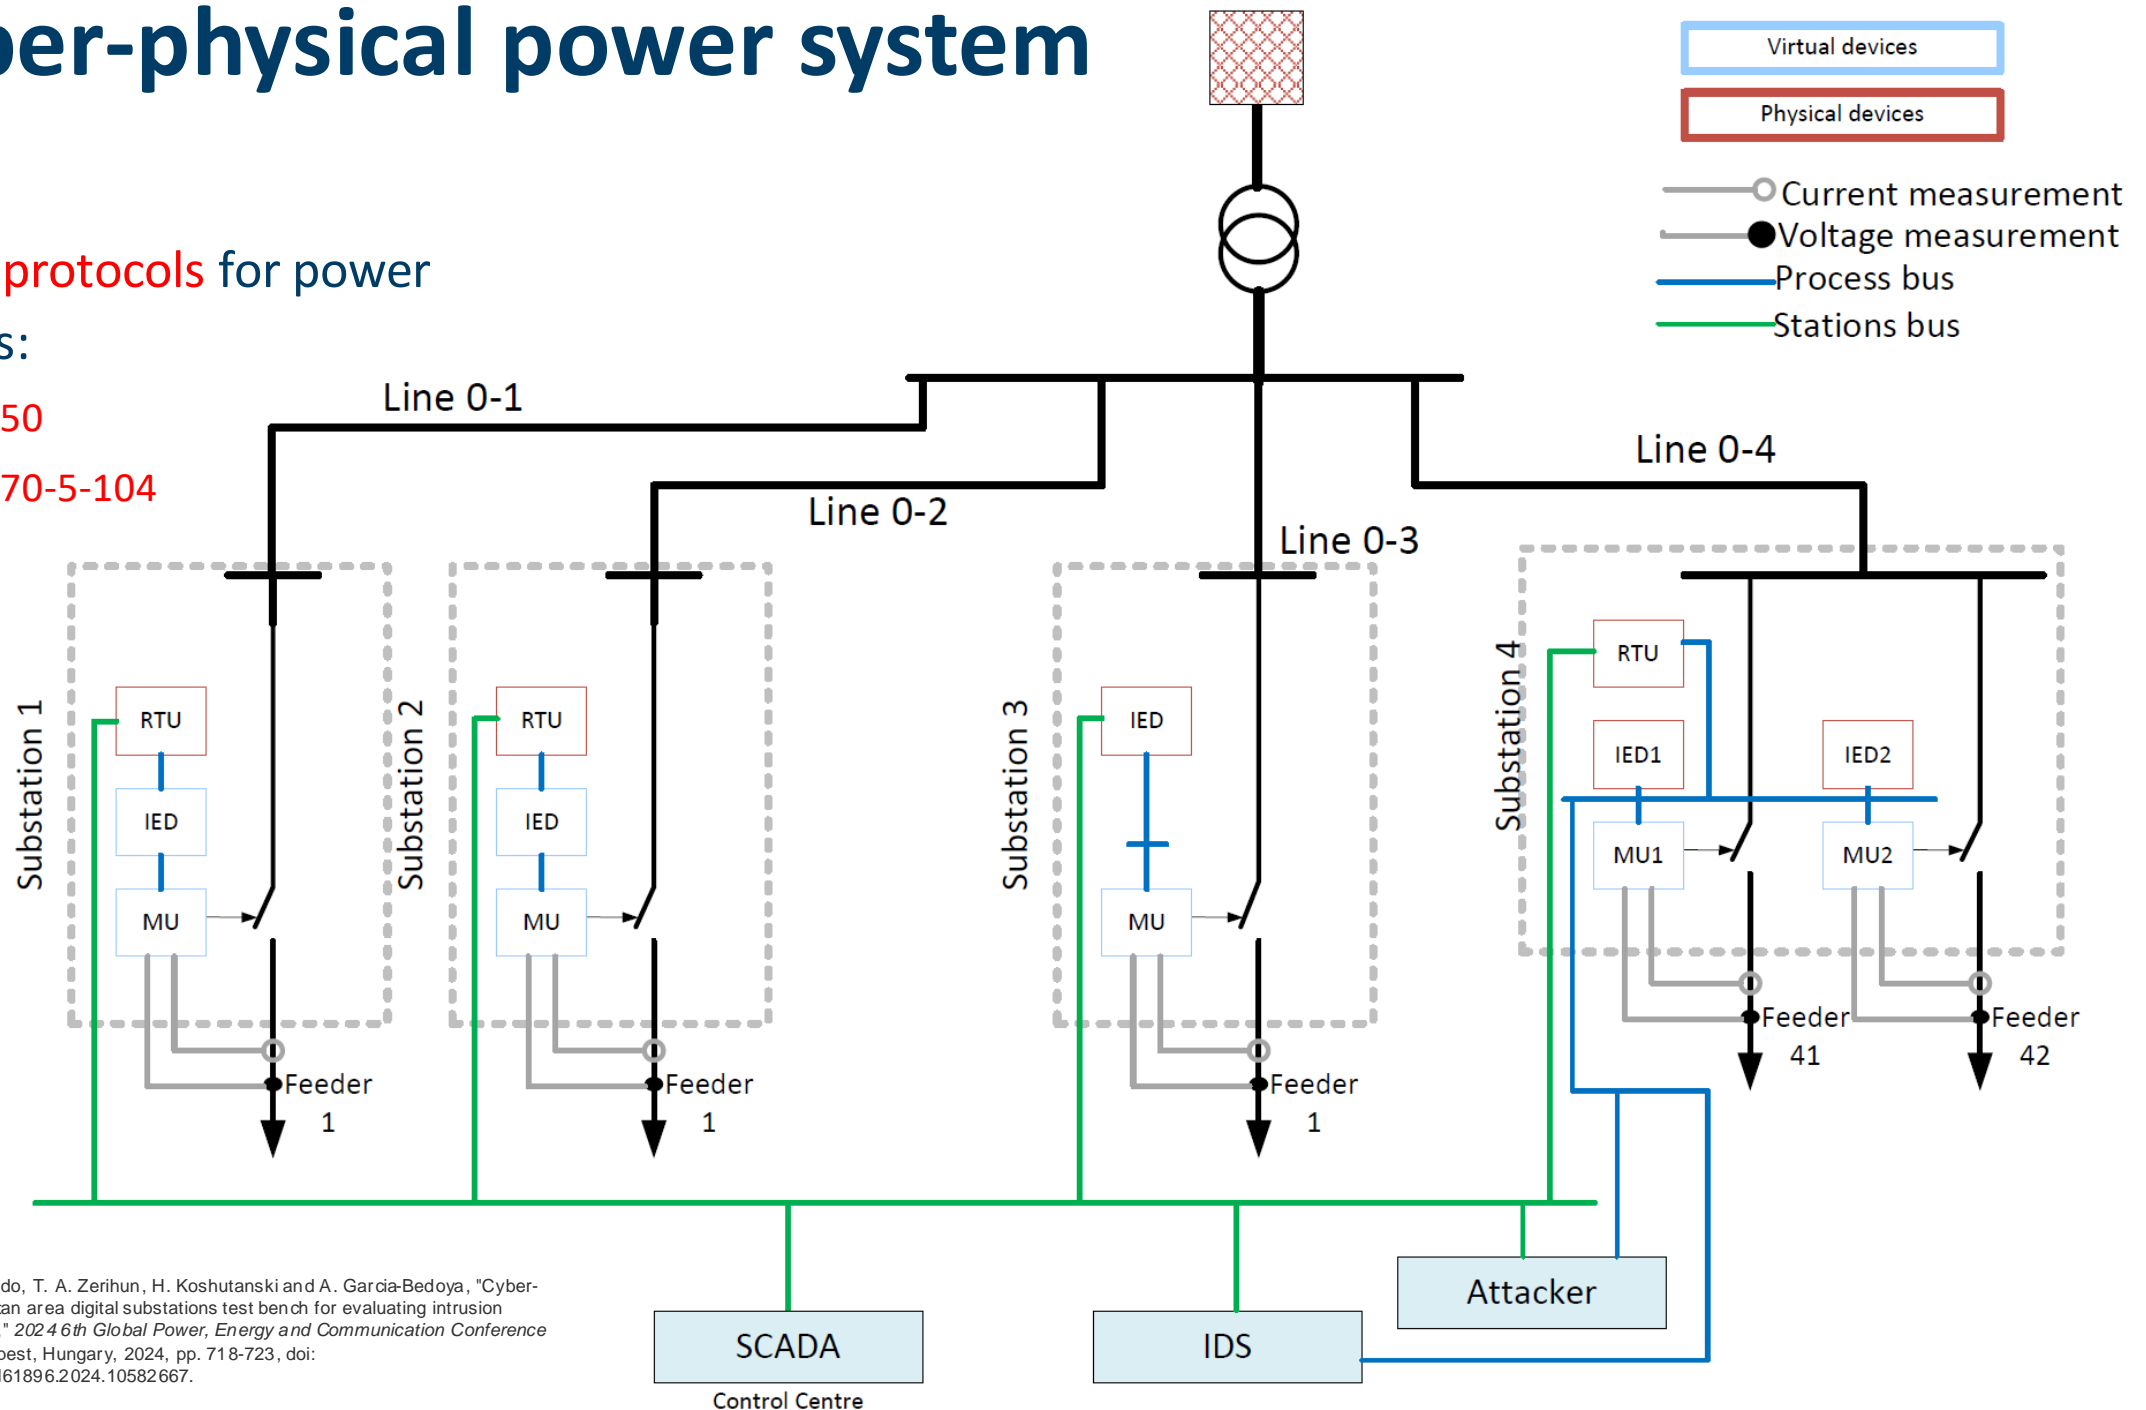 ber-physical power system
protocols for power
s:
50
70-5-104
Virtual devices
Physical devices
Current measurement
Voltage measurement
Process bus
Stations bus
Line 0-1
Line 0-2
Line 0-3
Line 0-4
Substation 1
RTU
IED
MU
Feeder
1
Substation 2
RTU
IED
MU
Feeder
1
Substation 3
IED
MU
Feeder
1
Substation 4
RTU
IED1
IED2
MU1
MU2
Feeder
41
Feeder
42
SCADA
Control Centre
IDS
Attacker
do, T. A. Zerihun, H. Koshutanski and A. Garcia-Bedoya, "Cyber-
tan area digital substations test bench for evaluating intrusion
," 2024 6th Global Power, Energy and Communication Conference
pest, Hungary, 2024, pp. 718-723, doi:
61896.2024.10582667.